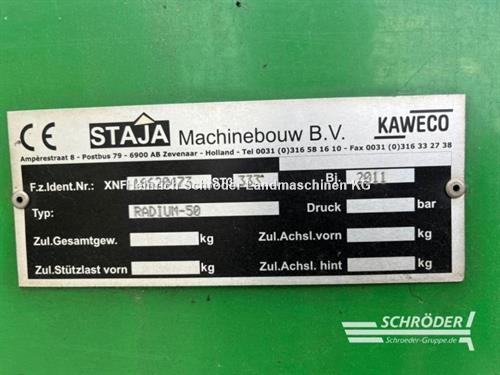 CE STAJA Machinebouw B.V. KAWECO
Ampèrestraat 8 - Postbus 79 - 6900 AB Zevenaar - Holland - Tel 0031 (0)316 58 16 10 - Fax 0031 (0)316 33 27 38
F.z.Ident.Nr.: XNF STA 333 Bj. 2011
Heinrich Schröder Landmaschinen KG
Typ: RADIUM-50 Druck bar
Zul.Gesamtgew. kg Zul.Achsl.vorn kg
Zul.Stützlast vorn kg Zul.Achsl. hint kg
SCHRÖDER
Schroeder-Gruppe.de